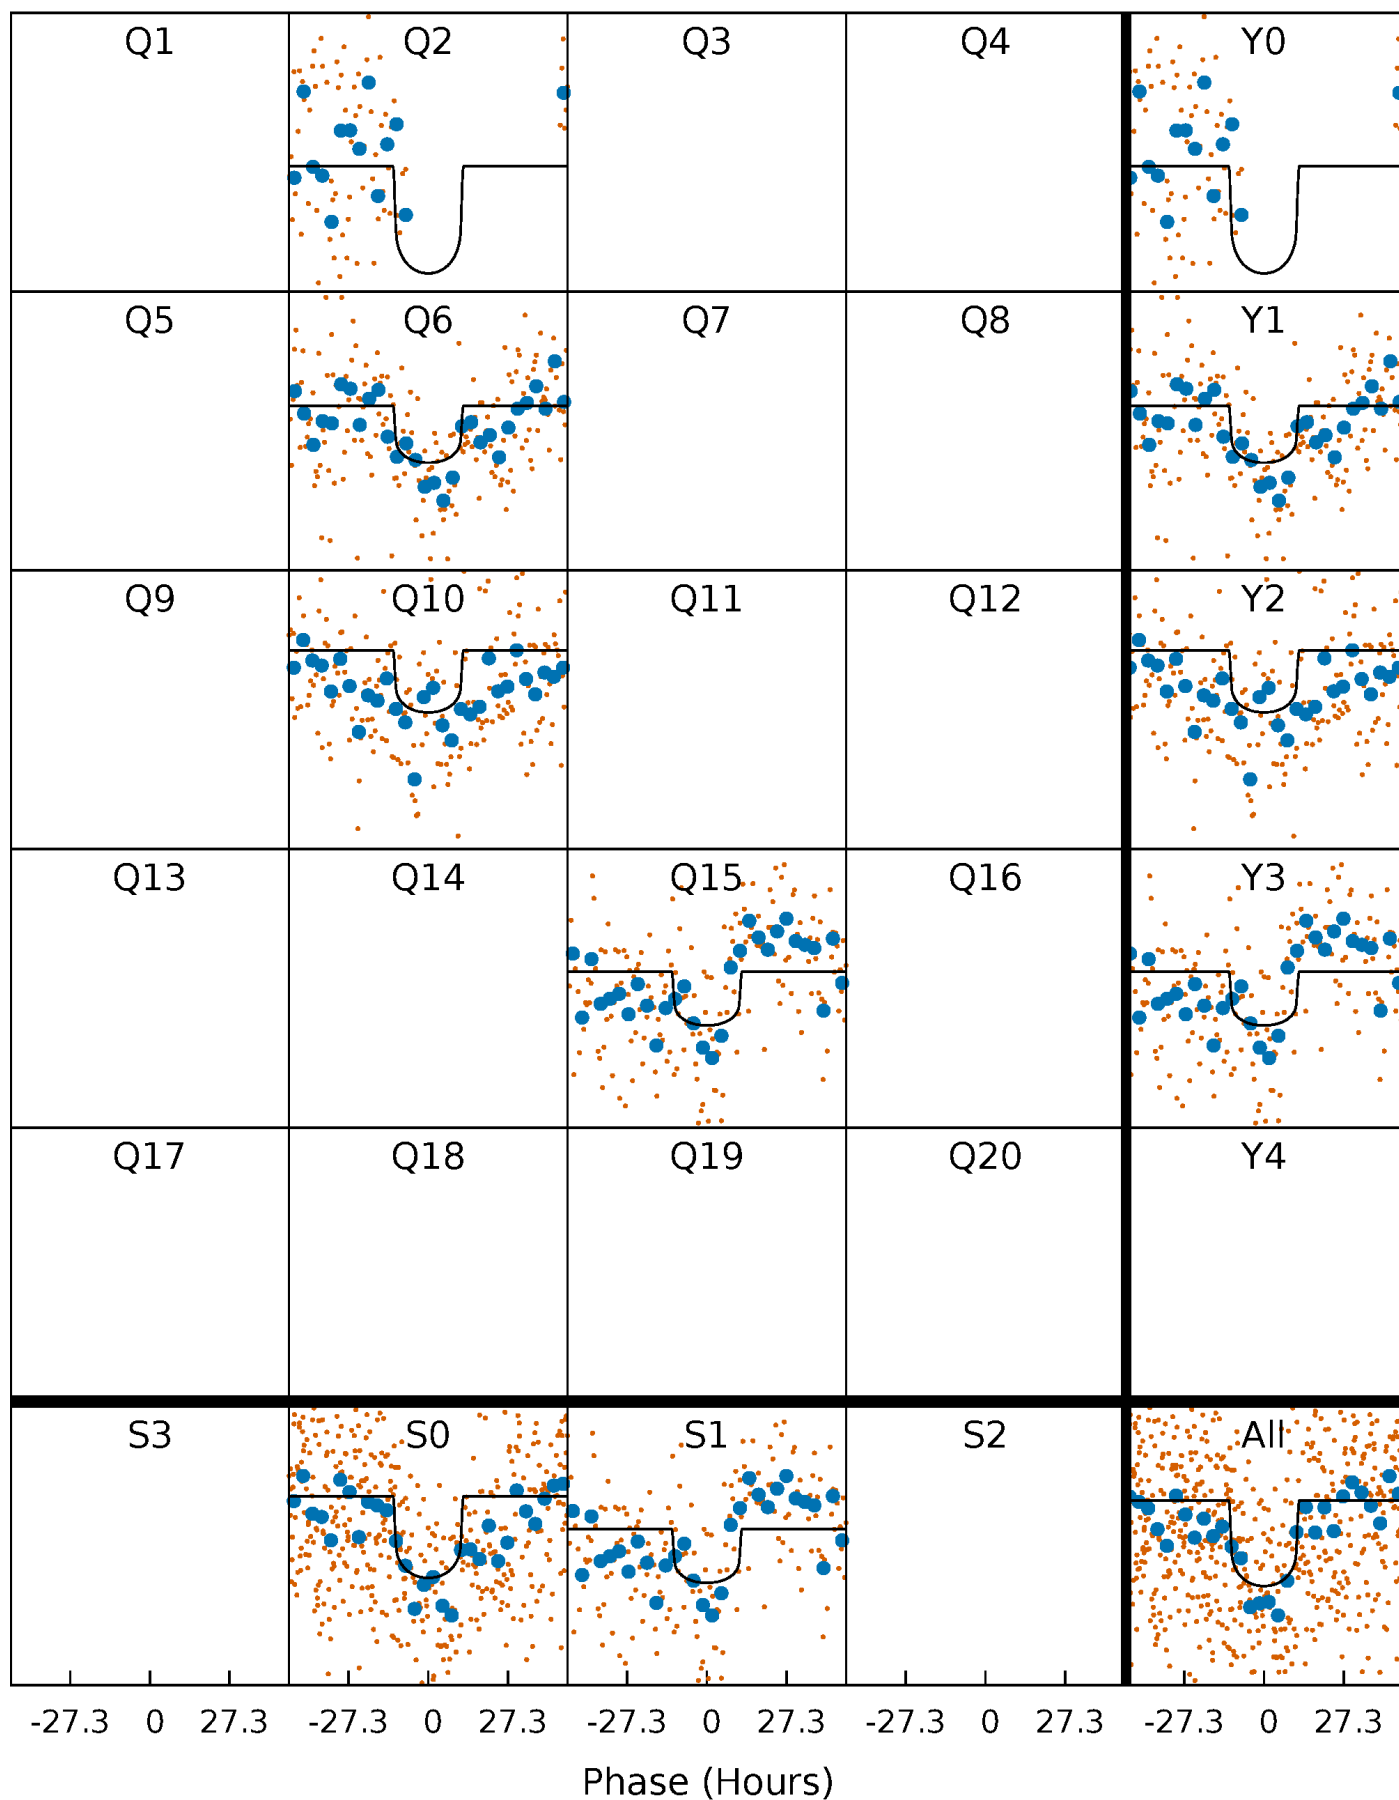 Q1 Q2 Q3 Q4 Y0
Q5 Q6 Q7 Q8 Y1
Q9 Q10 Q11 Q12 Y2
Q13 Q14 Q15 Q16 Y3
Q17 Q18 Q19 Q20 Y4
S3 S0 S1 S2 All
-27.3 0 27.3 -27.3 0 27.3 -27.3 0 27.3 -27.3 0 27.3 -27.3 0 27.3
Phase (Hours)